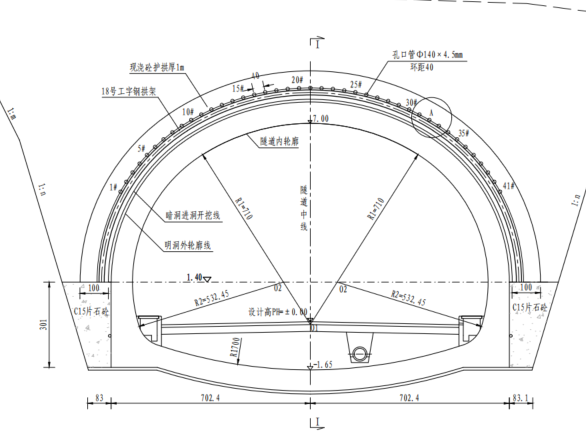 I
孔口管Φ140×4.5mm
环距40
现浇砼护拱厚1m
18号工字钢拱架
40
1#
5#
10#
15#
20#
25#
30#
35#
41#
A
7.00
隧道内轮廓
隧道中线
R1=710
R1=710
暗洞进洞开挖线
明洞外轮廓线
1:m
1:n
1:m
1:n
1.40
O2
O2
R2=532.45
R2=532.45
100
100
C15片石砼
C15片石砼
设计高PH=±0.00
O1
R1700
-1.65
301
83
702.4
702.4
83.1
I